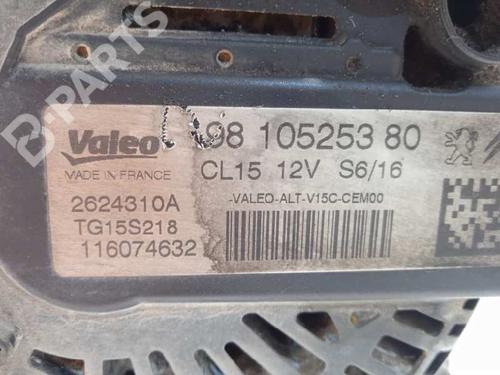 B-PARTS
Valeo
98 105253 80
MADE IN FRANCE
CL15 12V S6/16
2624310A
-VALEO-ALT-V15C-CEM00
TG15S218
116074632